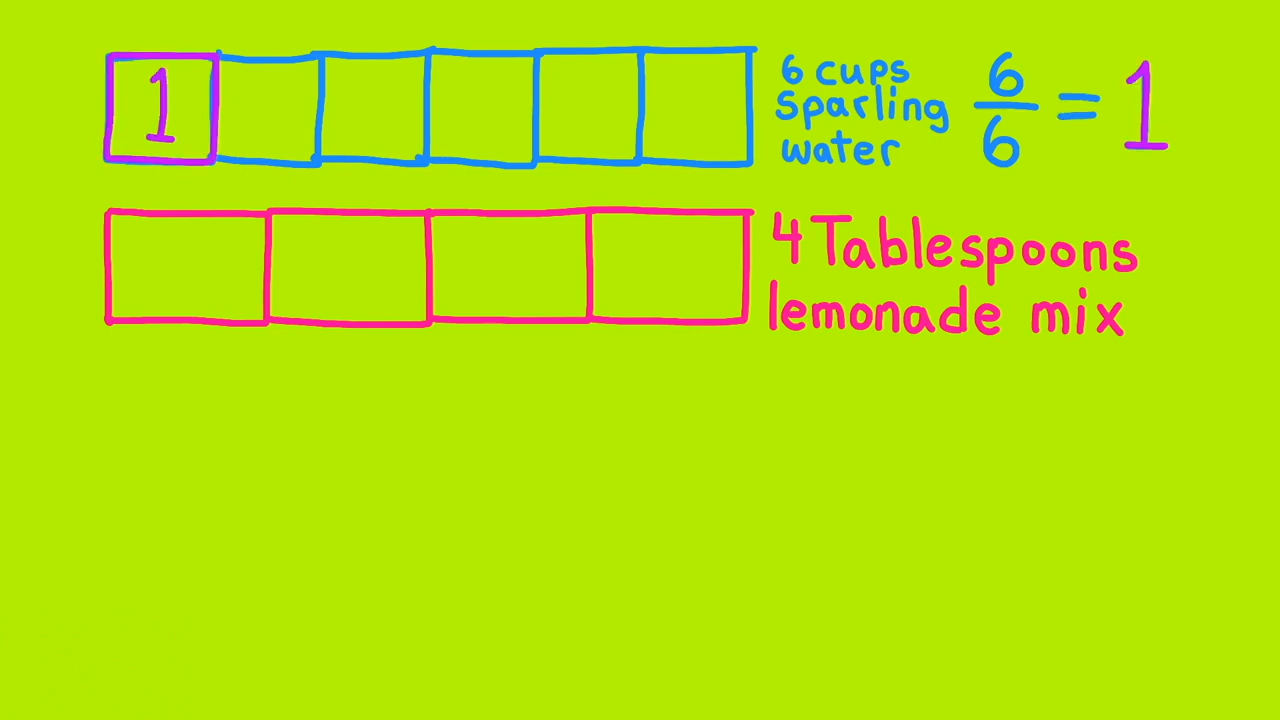 1
6 cups
sparling
water
6/6 = 1
4 Tablespoons
lemonade mix